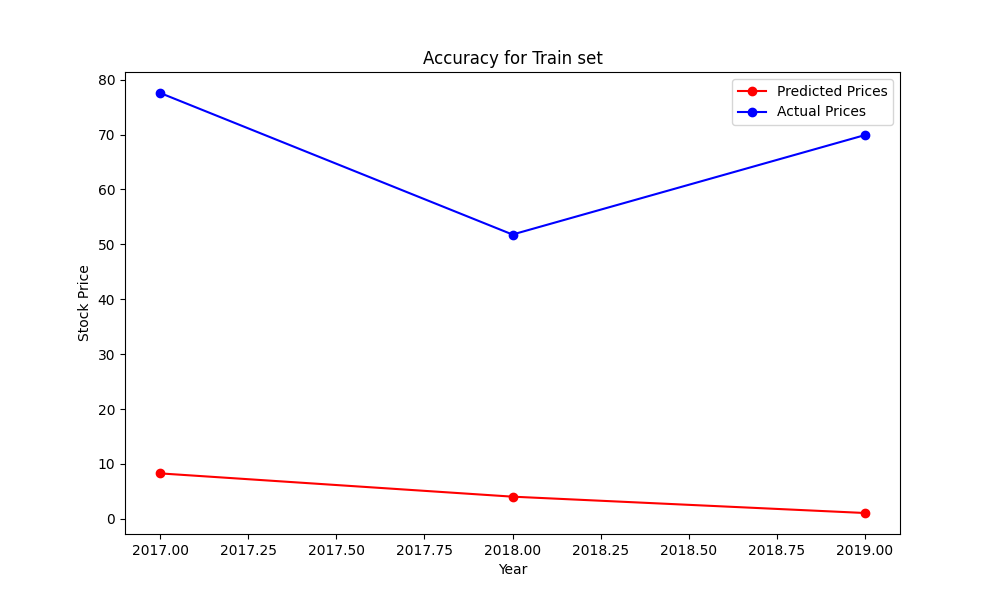 Accuracy for Train set
Predicted Prices
Actual Prices
80
70
60
50
40
30
20
10
0
Stock Price
2017.00 2017.25 2017.50 2017.75 2018.00 2018.25 2018.50 2018.75 2019.00
Year